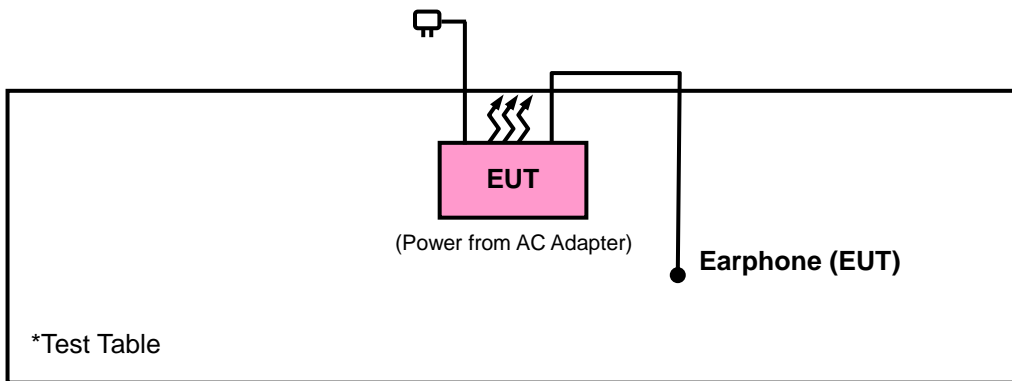 EUT
(Power from AC Adapter)
Earphone (EUT)
*Test Table